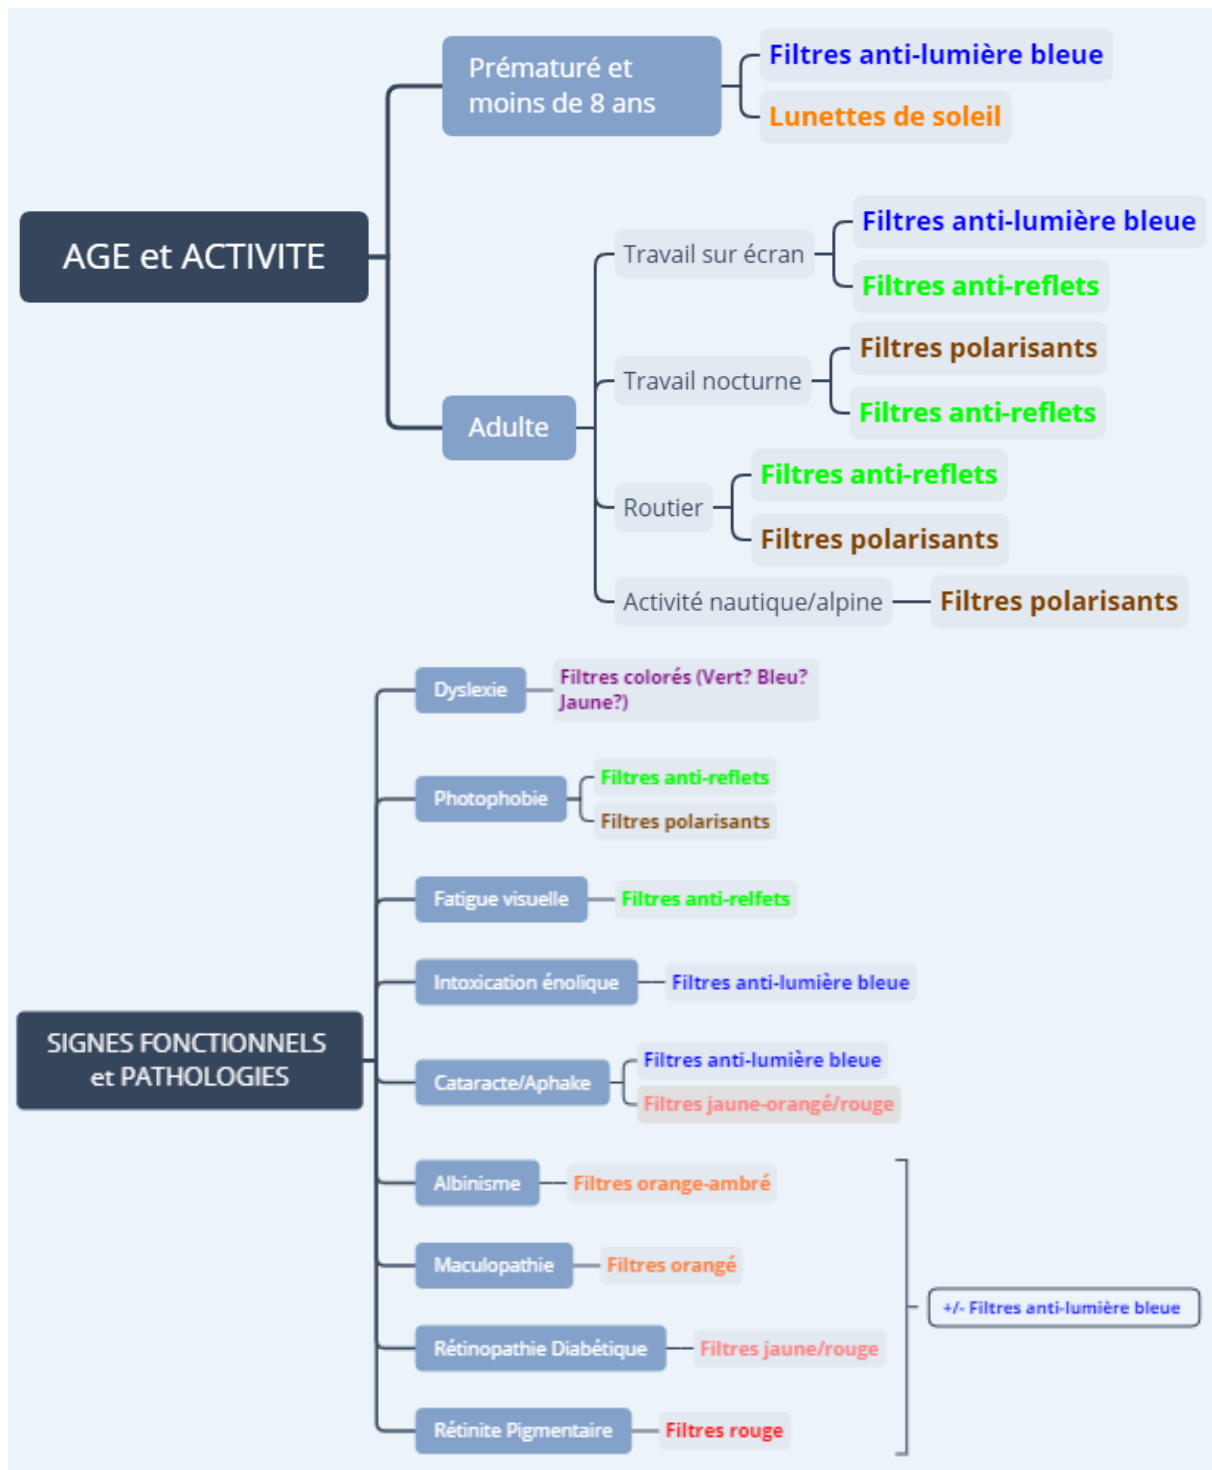 Prématuré et
moins de 8 ans
Filtres anti-lumière bleue
Lunettes de soleil
AGE et ACTIVITE
Adulte
Travail sur écran
Filtres anti-lumière bleue
Filtres anti-reflets
Travail nocturne
Filtres polarisants
Filtres anti-reflets
Routier
Filtres anti-reflets
Filtres polarisants
Activité nautique/alpine
Filtres polarisants
SIGNES FONCTIONNELS
et PATHOLOGIES
Dyslexie
Filtres colorés (Vert? Bleu?
Jaune?)
Photophobie
Filtres anti-reflets
Filtres polarisants
Fatigue visuelle
Filtres anti-relfets
Intoxication énolique
Filtres anti-lumière bleue
Cataracte/Aphake
Filtres anti-lumière bleue
Filtres jaune-orangé/rouge
Albinisme
Filtres orange-ambré
Maculopathie
Filtres orangé
Rétinopathie Diabétique
Filtres jaune/rouge
Rétinite Pigmentaire
Filtres rouge
+/- Filtres anti-lumière bleue